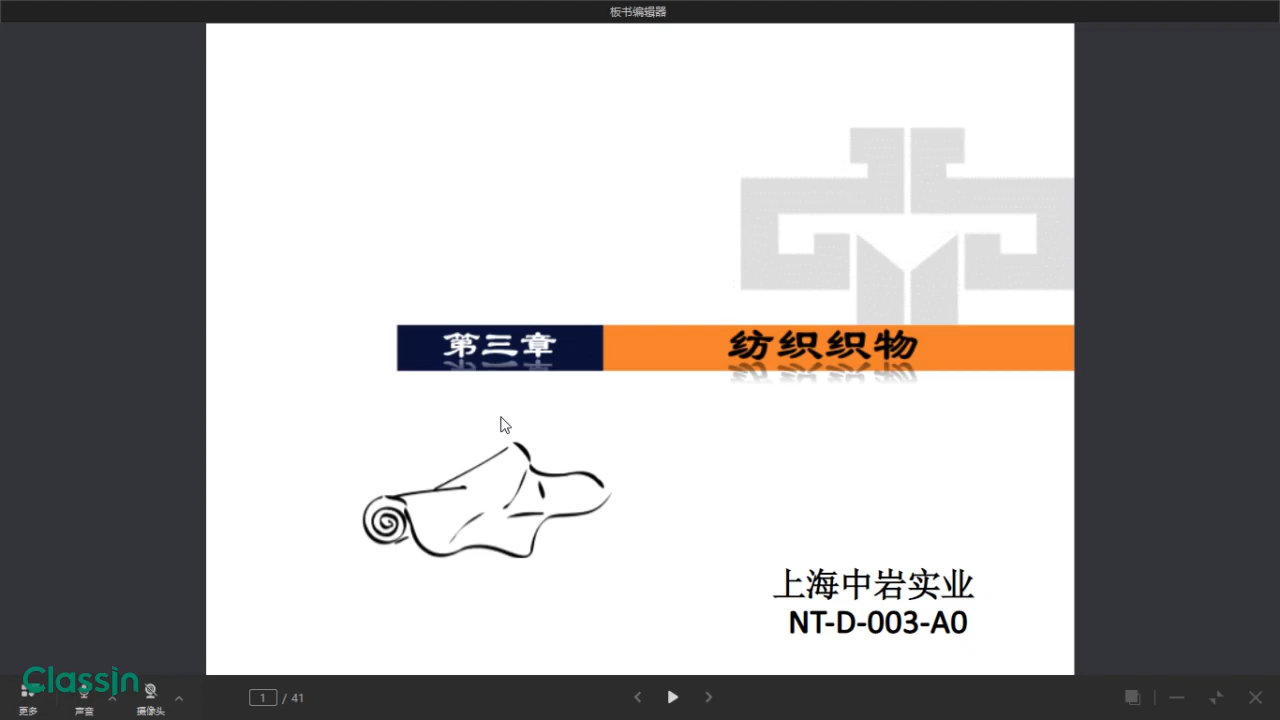 板书编辑器
第三章
纺织织物
上海中岩实业
NT-D-003-A0
ClassIn
更多
声音
摄像头
1 / 41